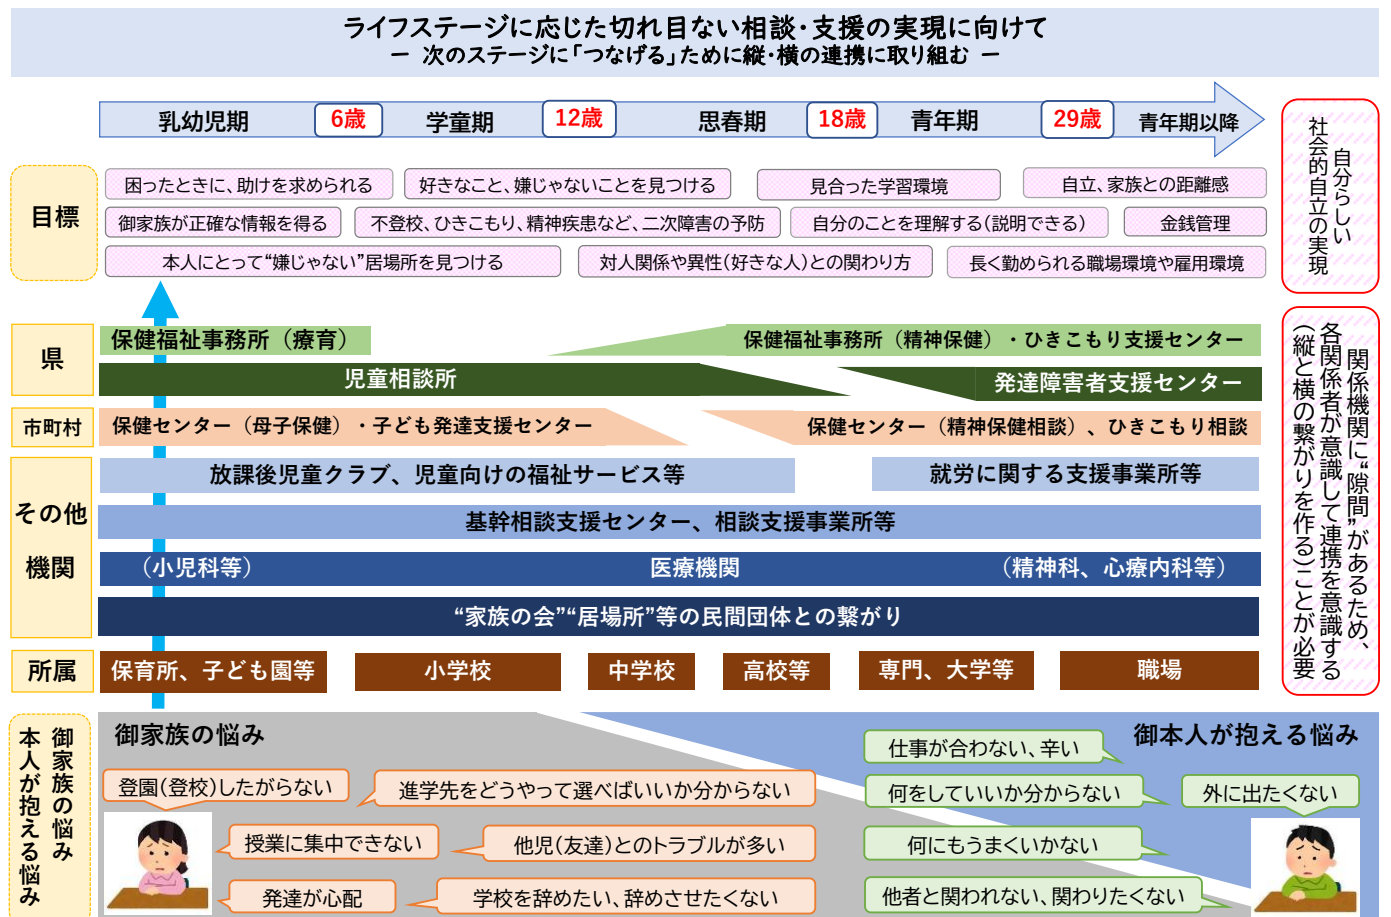 ライフステージに応じた切れ目ない相談・支援の実現に向けて
― 次のステージに「つなげる」ために縦・横の連携に取り組む ―
乳幼児期
6歳
学童期
12歳
思春期
18歳
青年期
29歳
青年期以降
自分らしい
社会的自立の実現
目標
困ったときに、助けを求められる
好きなこと、嫌じゃないことを見つける
見合った学習環境
自立、家族との距離感
御家族が正確な情報を得る
不登校、ひきこもり、精神疾患など、二次障害の予防
自分のことを理解する(説明できる)
金銭管理
本人にとって“嫌じゃない”居場所を見つける
対人関係や異性(好きな人)との関わり方
長く勤められる職場環境や雇用環境
県
保健福祉事務所（療育）
保健福祉事務所（精神保健）・ひきこもり支援センター
児童相談所
発達障害者支援センター
市町村
保健センター（母子保健）・子ども発達支援センター
保健センター（精神保健相談）、ひきこもり相談
その他
機関
放課後児童クラブ、児童向けの福祉サービス等
就労に関する支援事業所等
基幹相談支援センター、相談支援事業所等
（小児科等）
医療機関
（精神科、心療内科等）
“家族の会”“居場所”等の民間団体との繋がり
所属
保育所、子ども園等
小学校
中学校
高校等
専門、大学等
職場
関係機関に“隙間”があるため、
各関係者が意識して連携を意識する
(縦と横の繋がりを作る)ことが必要
御家族の悩み
本人が抱える悩み
御家族の悩み
登園(登校)したがらない
進学先をどうやって選べばいいか分からない
授業に集中できない
他児(友達)とのトラブルが多い
発達が心配
学校を辞めたい、辞めさせたくない
御本人が抱える悩み
仕事が合わない、辛い
何をしていいか分からない
外に出たくない
何にもうまくいかない
他者と関われない、関わりたくない